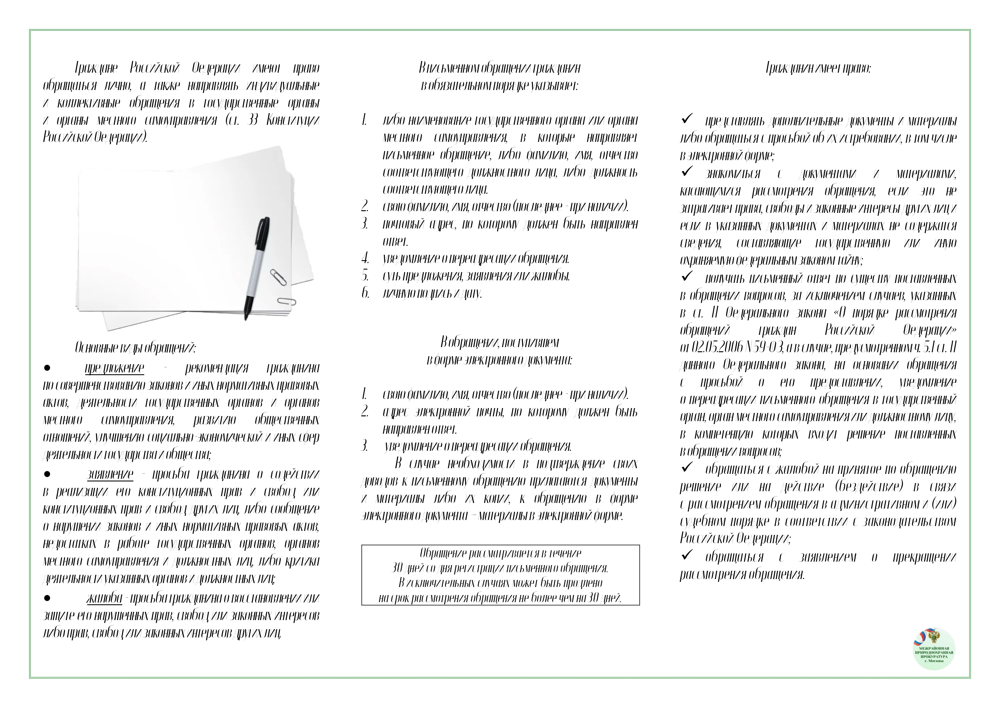 Граждане Российской Федерации имеют право
обращаться лично, а также направлять индивидуальные
и коллективные обращения в государственные органы
и органы местного самоуправления (ст. 33 Конституции
Российской Федерации).
Основные виды обращений:
● предложение - рекомендация гражданина
по совершенствованию законов и иных нормативных правовых
актов, деятельности государственных органов и органов
местного самоуправления, развитию общественных
отношений, улучшению социально-экономической и иных сфер
деятельности государства и общества;
● заявление - просьба гражданина о содействии
в реализации его конституционных прав и свобод или
конституционных прав и свобод других лиц, либо сообщение
о нарушении законов и иных нормативных правовых актов,
недостатках в работе государственных органов, органов
местного самоуправления и должностных лиц, либо критика
деятельности указанных органов и должностных лиц;
● жалоба - просьба гражданина о восстановлении или
защите его нарушенных прав, свобод или законных интересов
либо прав, свобод или законных интересов других лиц.
В письменном обращении гражданин
в обязательном порядке указывает:
1. либо наименование государственного органа или органа
местного самоуправления, в которые направляет
письменное обращение, либо фамилию, имя, отчество
соответствующего должностного лица, либо должность
соответствующего лица.
2. свою фамилию, имя, отчество (последнее - при наличии).
3. почтовый адрес, по которому должен быть направлен
ответ.
4. уведомление о переадресации обращения.
5. суть предложения, заявления или жалобы.
6. личную подпись и дату.
В обращении, поступившем
в форме электронного документа:
1. свою фамилию, имя, отчество (последнее - при наличии).
2. адрес электронной почты, по которому должен быть
направлен ответ.
3. уведомление о переадресации обращения.
В случае необходимости в подтверждение своих
доводов к письменному обращению прилагаются документы
и материалы либо их копии, к обращению в форме
электронного документа – материалы в электронной форме.
Обращение рассматривается в течение
30 дней со дня регистрации письменного обращения.
В исключительных случаях может быть продлено
на срок рассмотрения обращения не более чем на 30 дней.
Гражданин имеет право:
✓ представлять дополнительные документы и материалы
либо обращаться с просьбой об их истребовании, в том числе
в электронной форме;
✓ знакомиться с документами и материалами,
касающимися рассмотрения обращения, если это не
затрагивает права, свободы и законные интересы других лиц и
если в указанных документах и материалах не содержатся
сведения, составляющие государственную или иную
охраняемую федеральным законом тайну;
✓ получать письменный ответ по существу поставленных
в обращении вопросов, за исключением случаев, указанных
в ст. 11 Федерального закона «О порядке рассмотрения
обращений граждан Российской Федерации»
от 02.05.2006 N 59-ФЗ, а в случае, предусмотренном ч. 5.1 ст. 11
данного Федерального закона, на основании обращения
с просьбой о его предоставлении, уведомление
о переадресации письменного обращения в государственный
орган, орган местного самоуправления или должностному лицу,
в компетенцию которых входит решение поставленных
в обращении вопросов;
✓ обращаться с жалобой на принятое по обращению
решение или на действие (бездействие) в связи
с рассмотрением обращения в административном и (или)
судебном порядке в соответствии с законодательством
Российской Федерации;
✓ обращаться с заявлением о прекращении
рассмотрения обращения.
МЕЖРАЙОННАЯ
ПРИРОДООХРАННАЯ
ПРОКУРАТУРА
г. Москвы